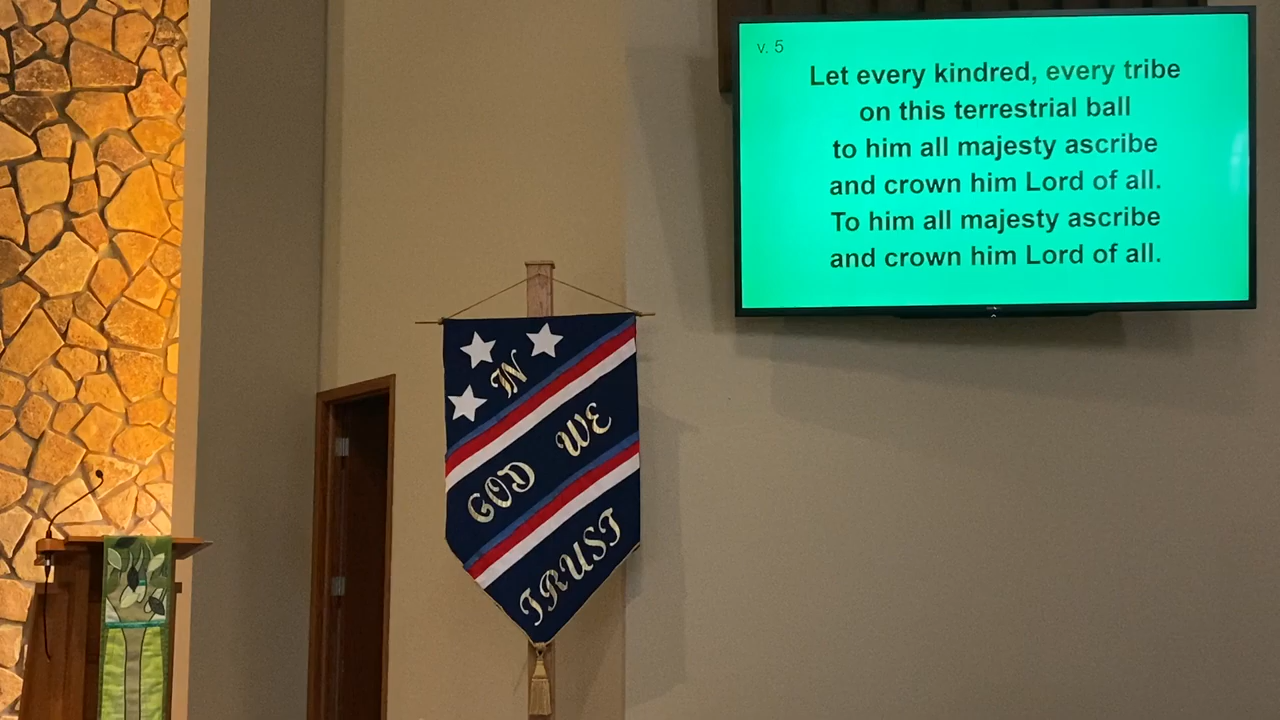 v. 5
Let every kindred, every tribe
on this terrestrial ball
to him all majesty ascribe
and crown him Lord of all.
To him all majesty ascribe
and crown him Lord of all.
IN
GOD WE
TRUST